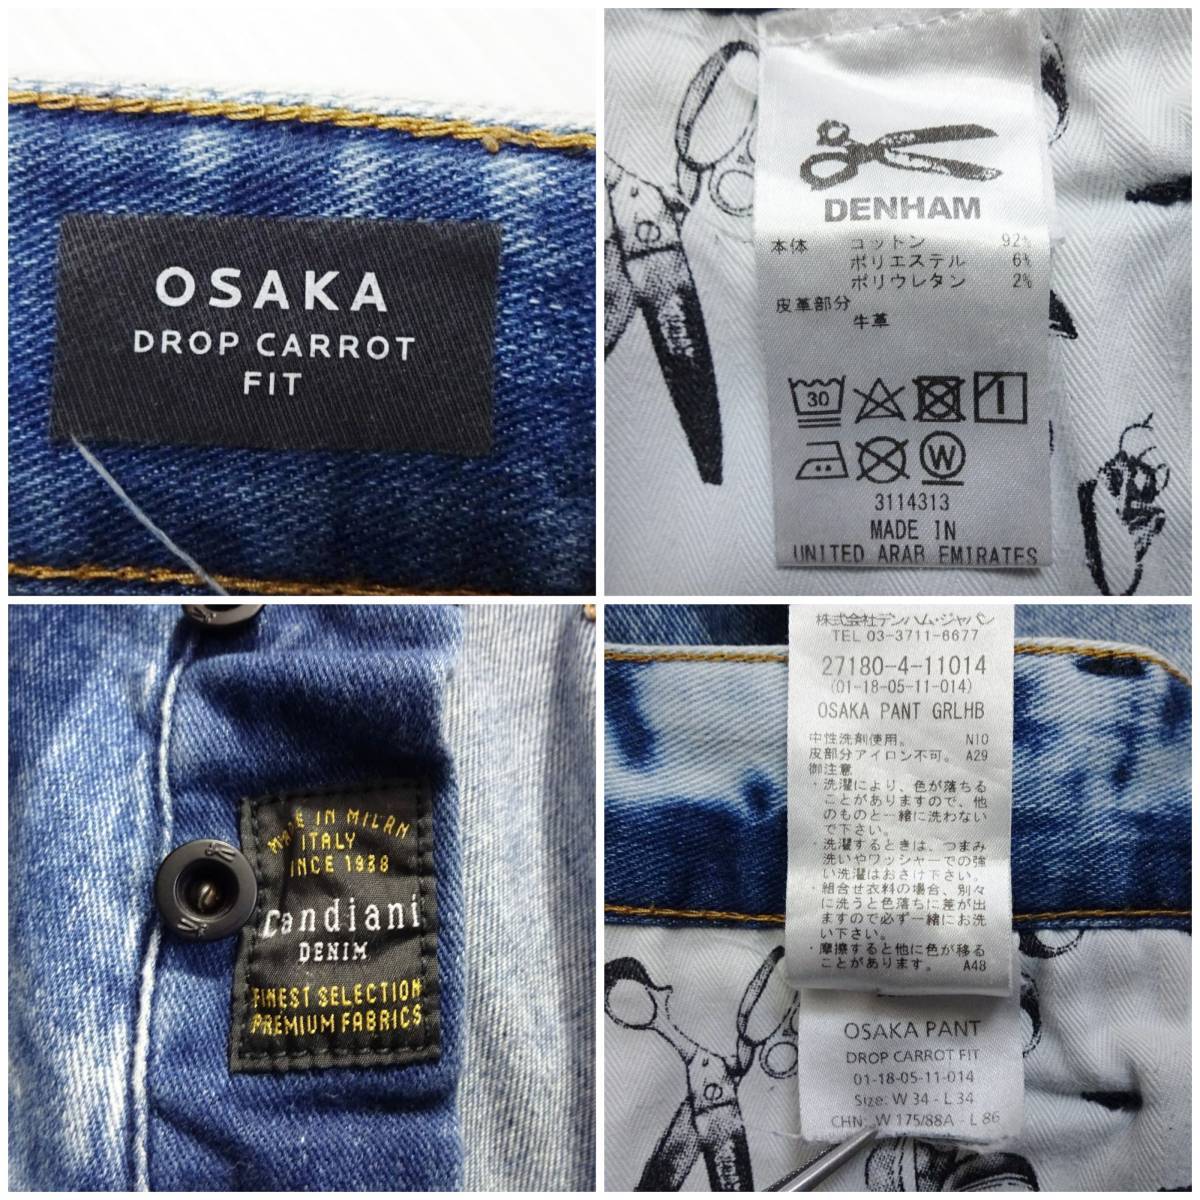 OSAKA
DROP CARROT
FIT
DENHAM
本体 コットン 92%
ポリエステル 6%
ポリウレタン 2%
皮革部分
牛革
30
W
3114313
MADE IN
UNITED ARAB EMIRATES
MADE IN MILAN
ITALY
SINCE 1938
Candiani
DENIM
FINEST SELECTION
PREMIUM FABRICS
株式会社デンハム・ジャパン
TEL 03-3711-6677
27180-4-11014
(01-18-05-11-014)
OSAKA PANT GRLHB
中性洗剤使用。 N10
皮部分アイロン不可。 A29
御注意
・洗濯により、色が落ちる
ことがありますので、他
のものと一緒に洗わない
で下さい。
・洗濯するときは、つまみ
洗いやワッシャーでの強
い洗濯はおさけ下さい。
・組合せ衣料の場合、別々
に洗うと色落ちに差が出
ますので必ず一緒にお洗
い下さい。
・摩擦すると他に色が移る
ことがあります。 A48
OSAKA PANT
DROP CARROT FIT
01-18-05-11-014
Size: W 34 - L 34
CHN: W 175/88A - L 86